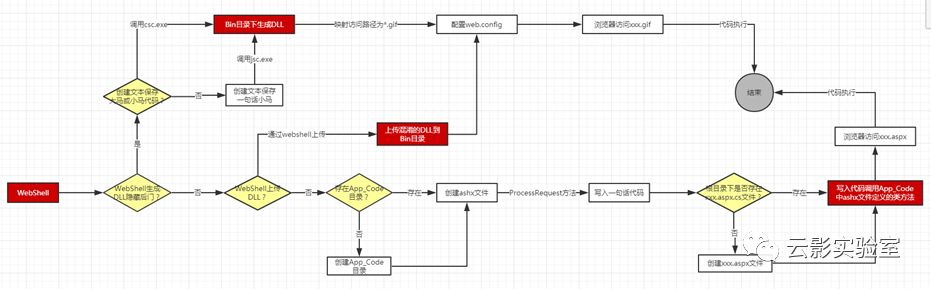 调用csc.exe
Bin目录下生成DLL
映射访问路径为*.gif
配置web.config
浏览器访问xxx.gif
代码执行
调用jsc.exe
创建文本保存
大马或小马代码？
否
创建文本保存
一句话小马
结束
代码执行
是
通过webshell上传
上传混淆的DLL到
Bin目录
浏览器访问xxx.aspx
WebShell
WebShell生成
DLL隐藏后门？
否
WebShell上传
DLL？
否
存在App_Code
目录？
存在
创建ashx文件
ProcessRequest方法
写入一句话代码
根目录下是否存在
xxx.aspx.cs文件？
存在
写入代码调用App_Code
中ashx文件定义的类方法
否
创建App_Code
目录
否
创建xxx.aspx文件
云影实验室